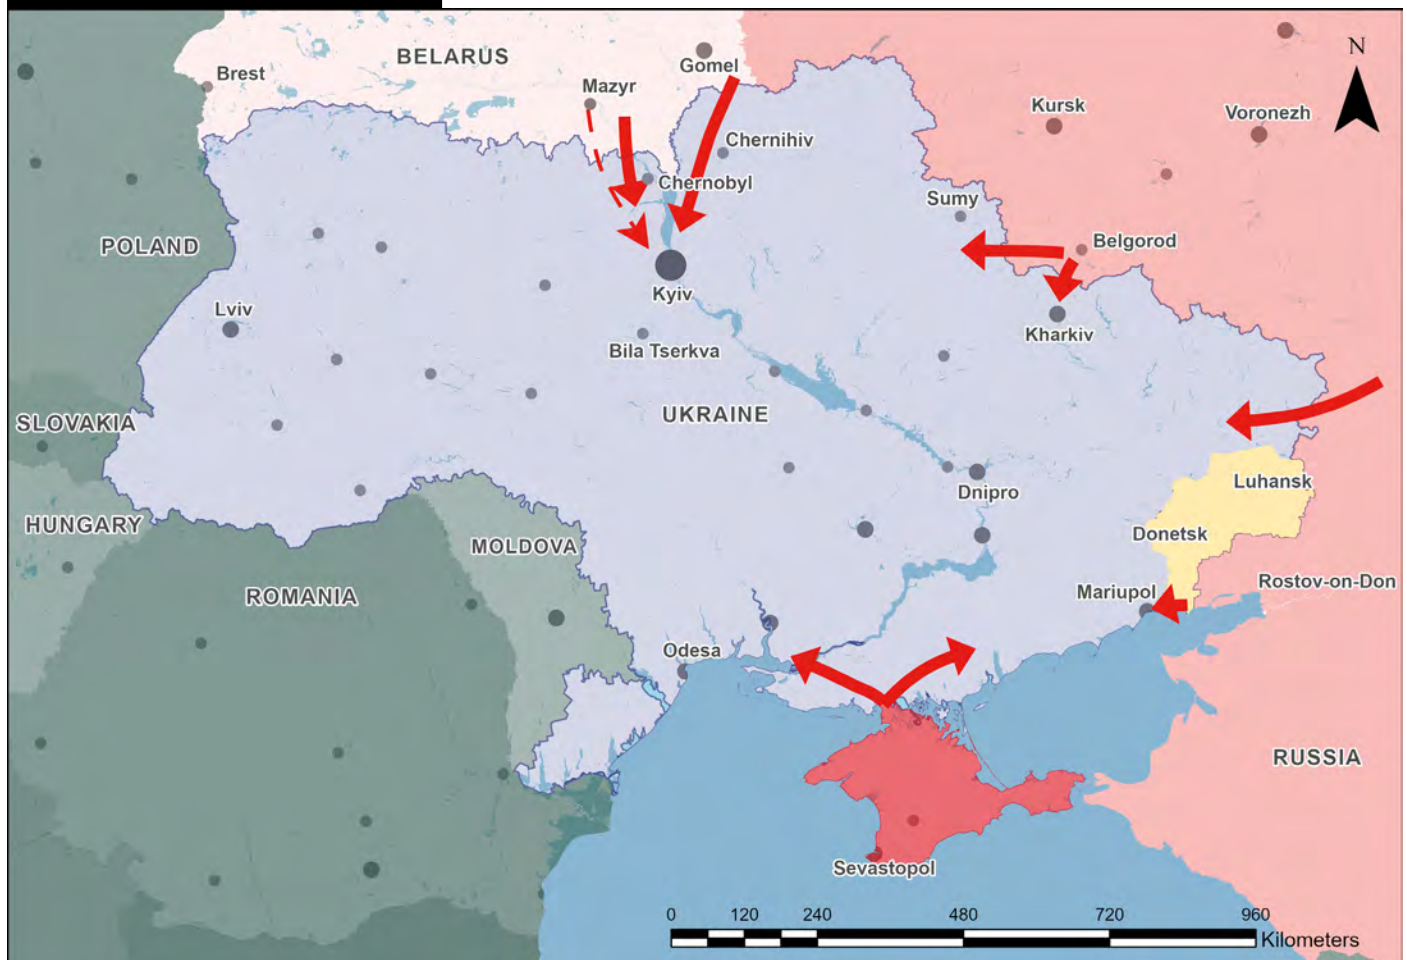 BELARUS
Gomel
N
Brest
Mazyr
Kursk
Voronezh
Chernihiv
Chernobyl
Sumy
POLAND
Belgorod
Kyiv
Lviv
Kharkiv
Bila Tserkva
UKRAINE
SLOVAKIA
Luhansk
Dnipro
HUNGARY
Donetsk
MOLDOVA
Rostov-on-Don
ROMANIA
Mariupol
Odesa
RUSSIA
Sevastopol
0 120 240 480 720 960
Kilometers